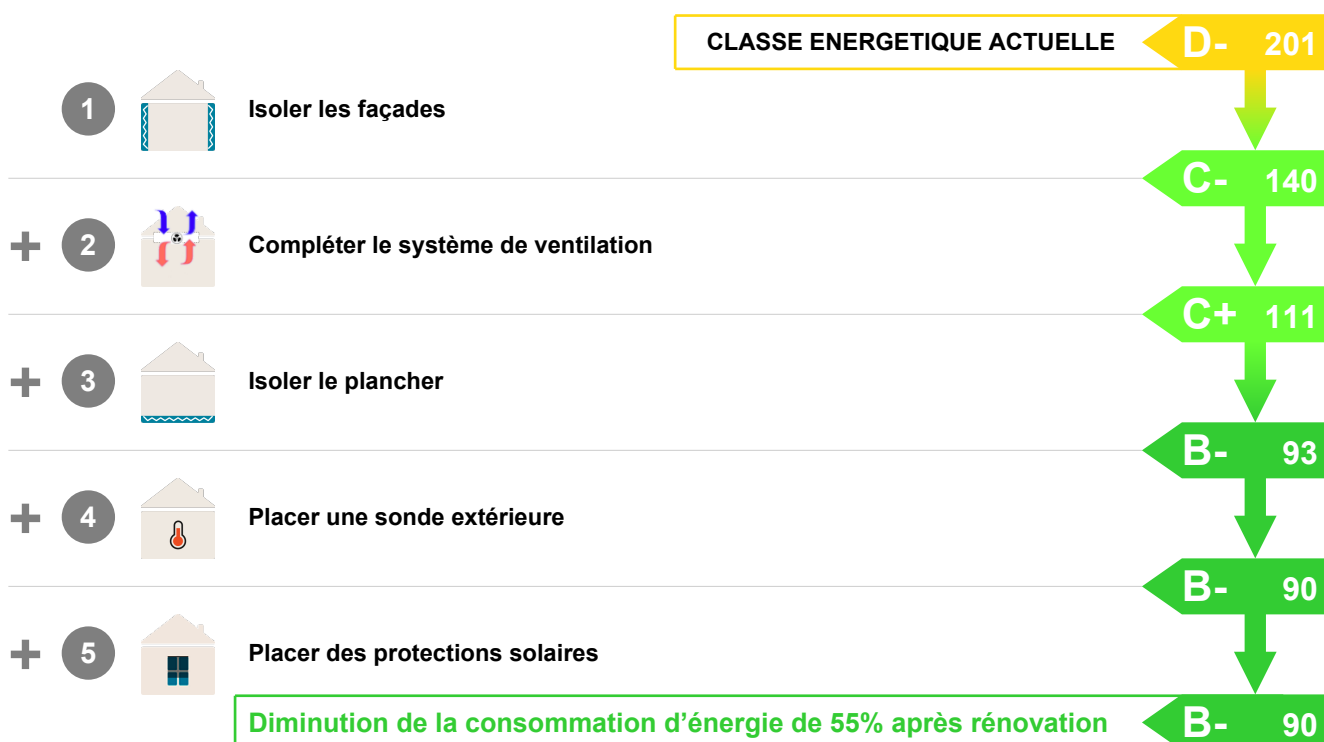 CLASSE ENERGETIQUE ACTUELLE D- 201
1 Isoler les façades
C- 140
+ 2 Compléter le système de ventilation
C+ 111
+ 3 Isoler le plancher
B- 93
+ 4 Placer une sonde extérieure
B- 90
+ 5 Placer des protections solaires
Diminution de la consommation d’énergie de 55% après rénovation B- 90